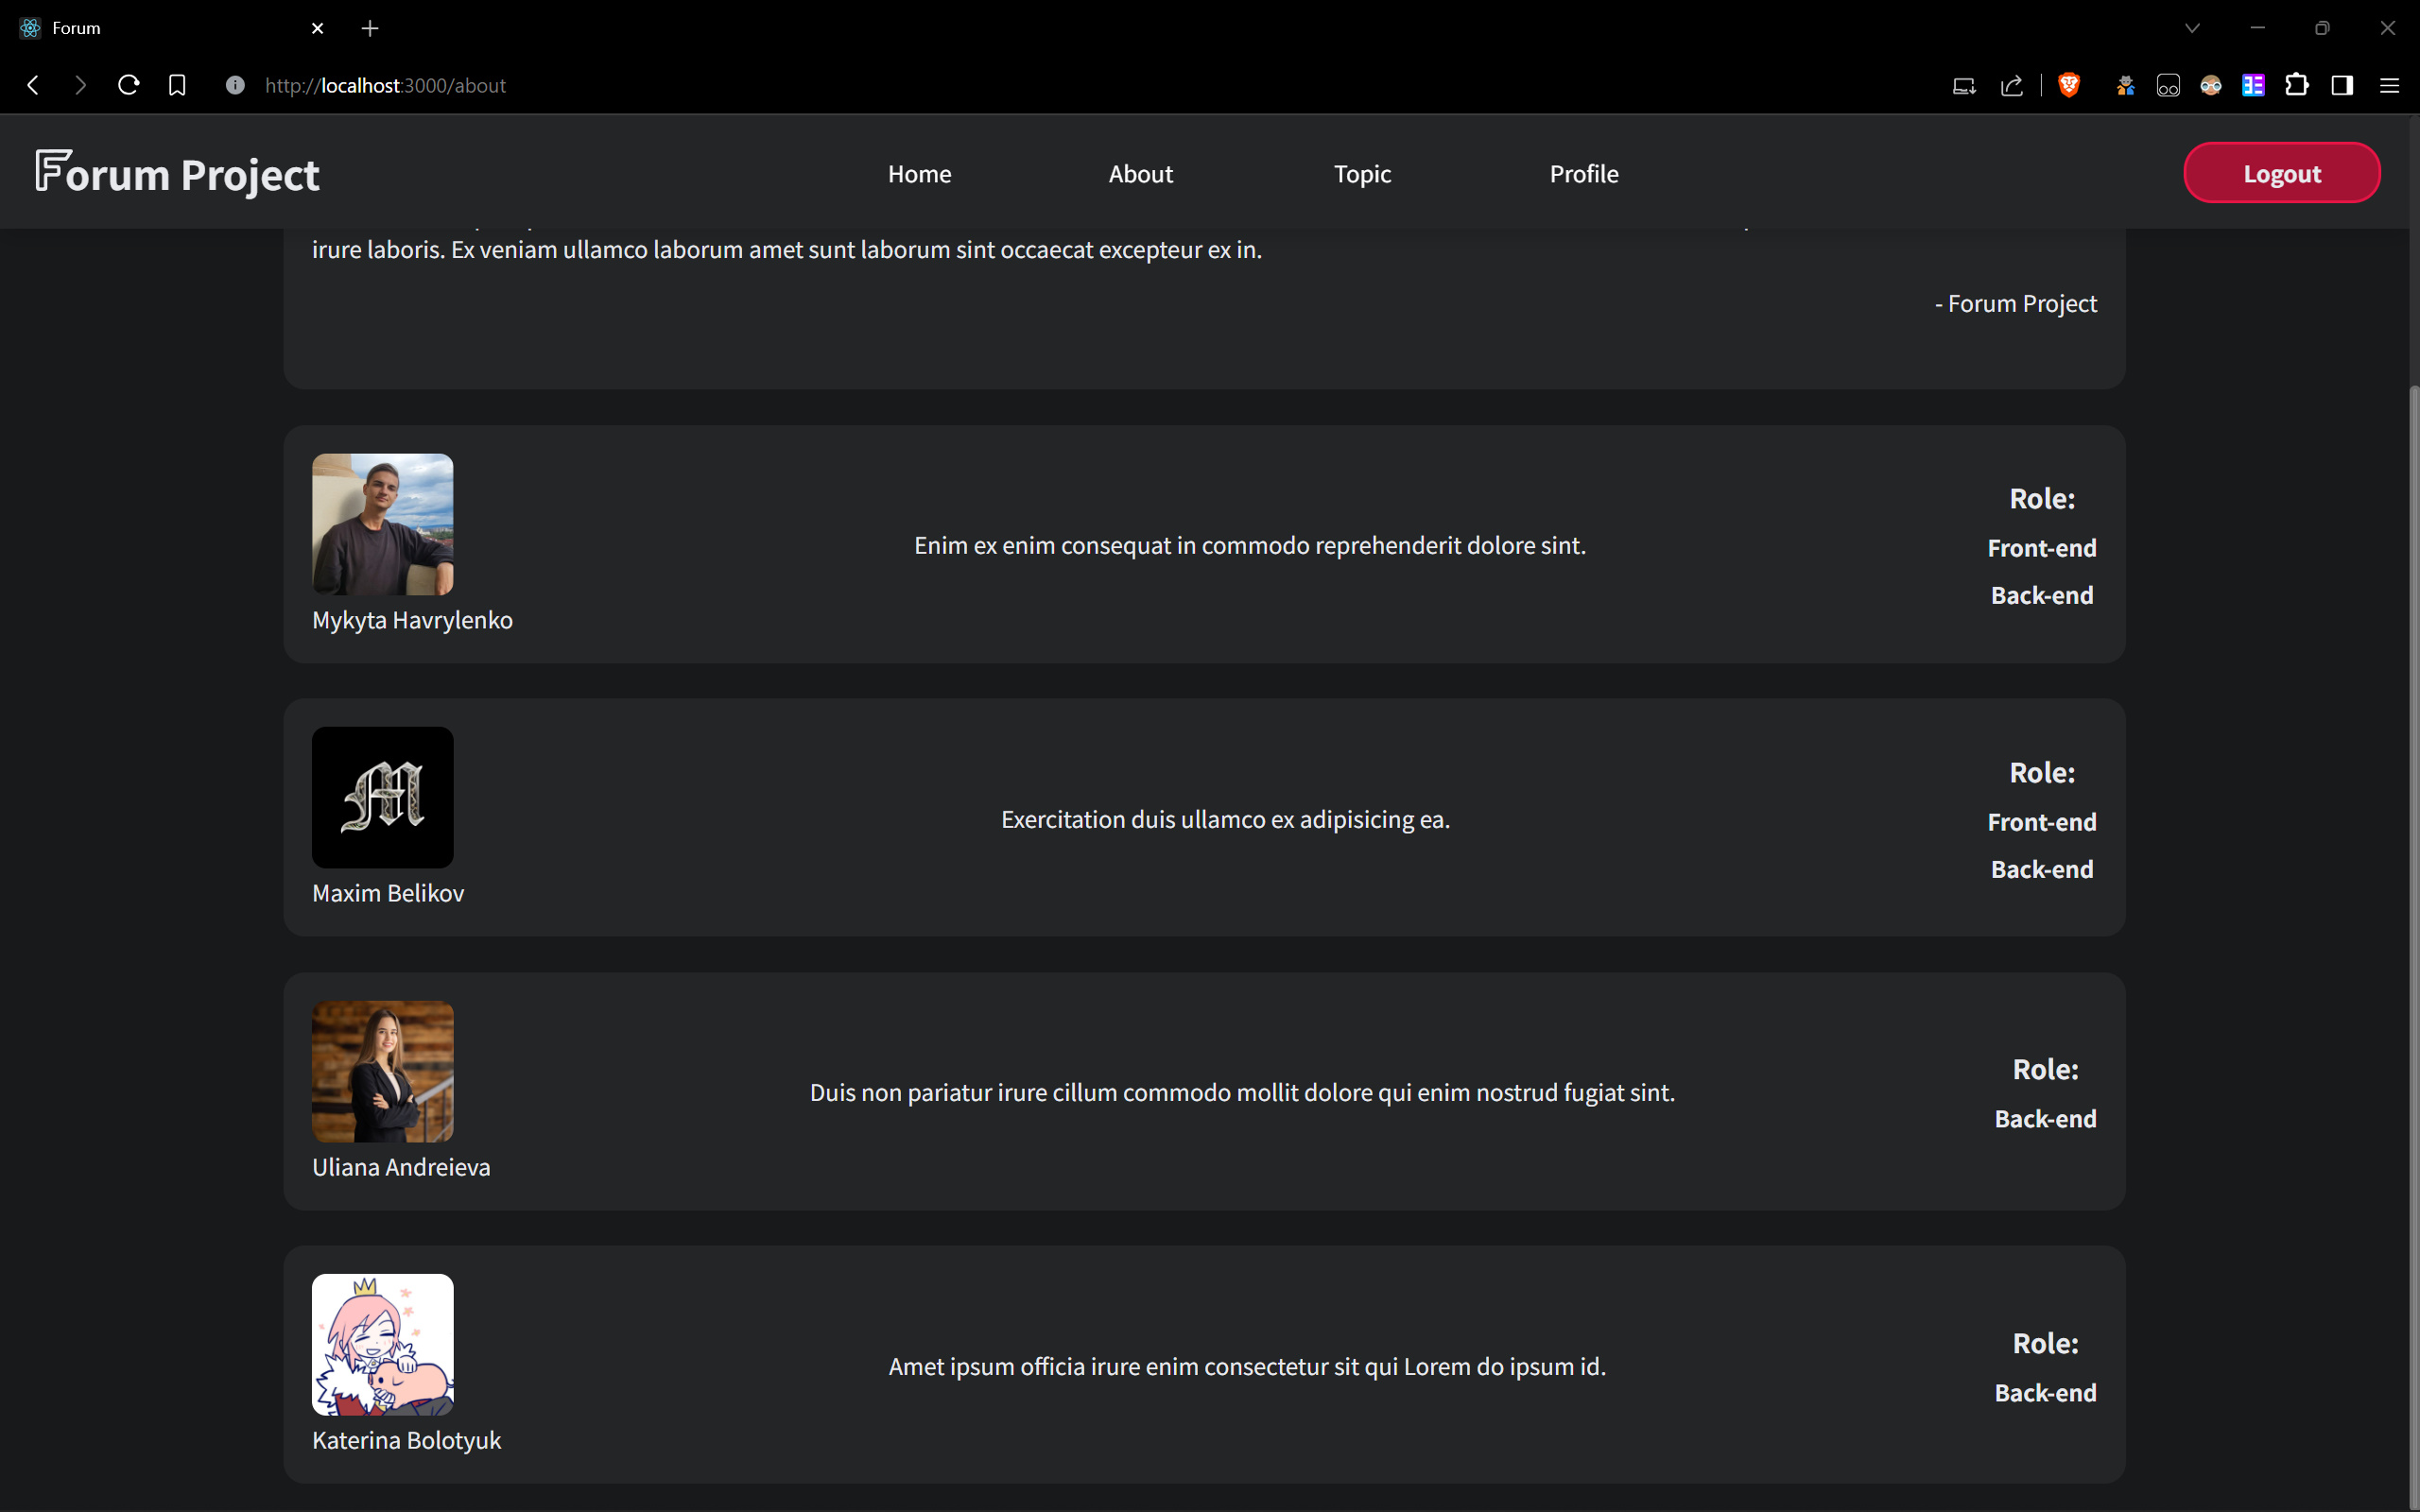 Forum
http://localhost:3000/about
Forum Project
Home
About
Topic
Profile
Logout
irure laboris. Ex veniam ullamco laborum amet sunt laborum sint occaecat excepteur ex in.
- Forum Project
Enim ex enim consequat in commodo reprehenderit dolore sint.
Role:
Front-end
Back-end
Mykyta Havrylenko
M
Exercitation duis ullamco ex adipisicing ea.
Role:
Front-end
Back-end
Maxim Belikov
Duis non pariatur irure cillum commodo mollit dolore qui enim nostrud fugiat sint.
Role:
Back-end
Uliana Andreieva
Amet ipsum officia irure enim consectetur sit qui Lorem do ipsum id.
Role:
Back-end
Katerina Bolotyuk